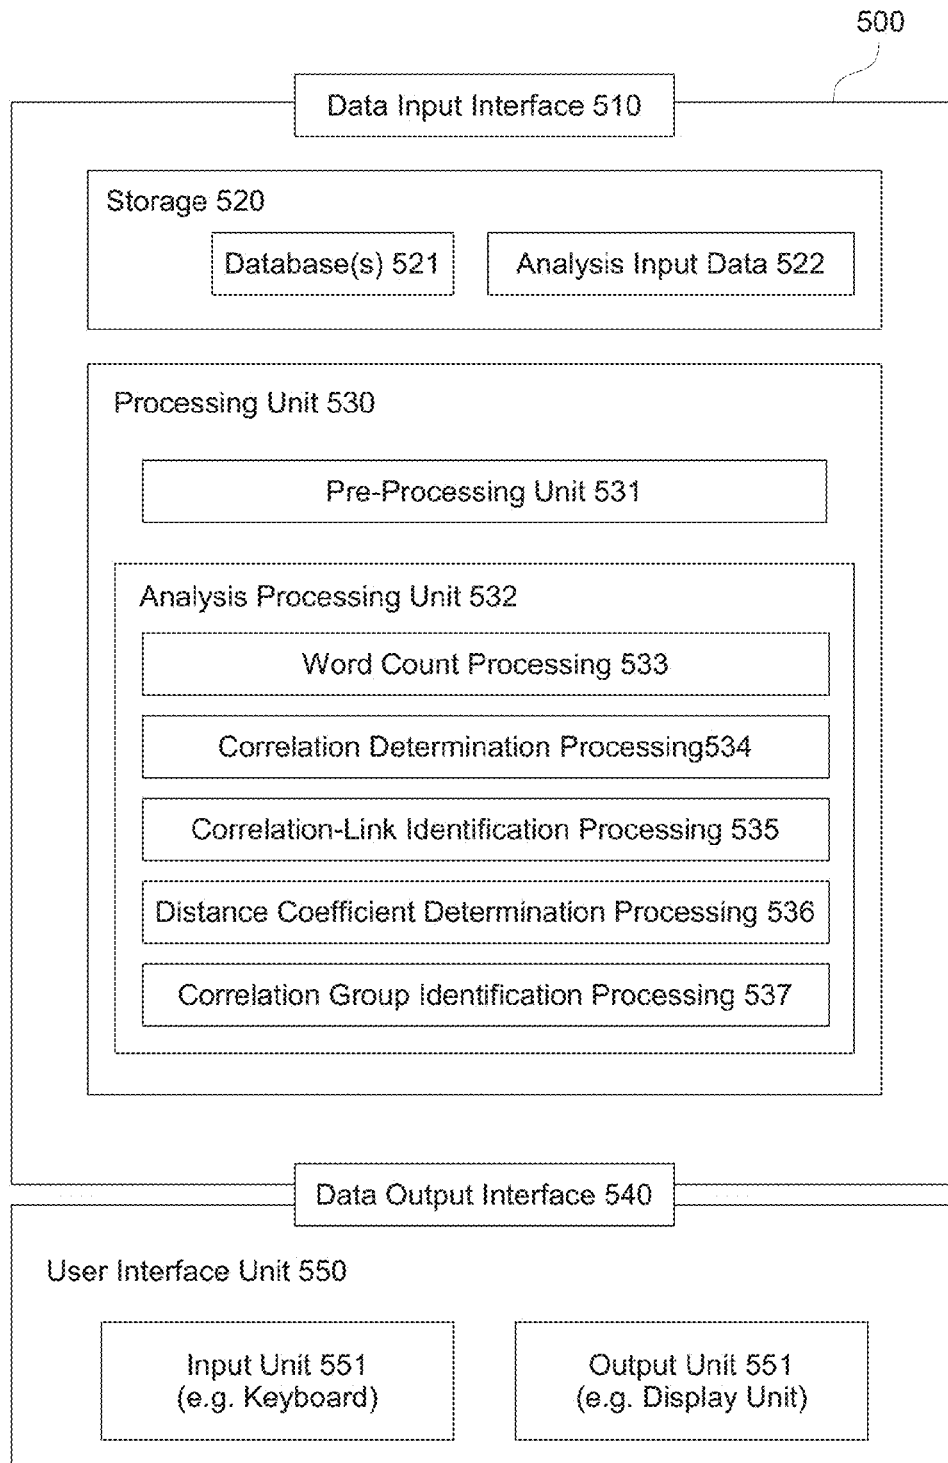 500
Data Input Interface 510
Storage 520
Database(s) 521
Analysis Input Data 522
Processing Unit 530
Pre-Processing Unit 531
Analysis Processing Unit 532
Word Count Processing 533
Correlation Determination Processing534
Correlation-Link Identification Processing 535
Distance Coefficient Determination Processing 536
Correlation Group Identification Processing 537
Data Output Interface 540
User Interface Unit 550
Input Unit 551
(e.g. Keyboard)
Output Unit 551
(e.g. Display Unit)